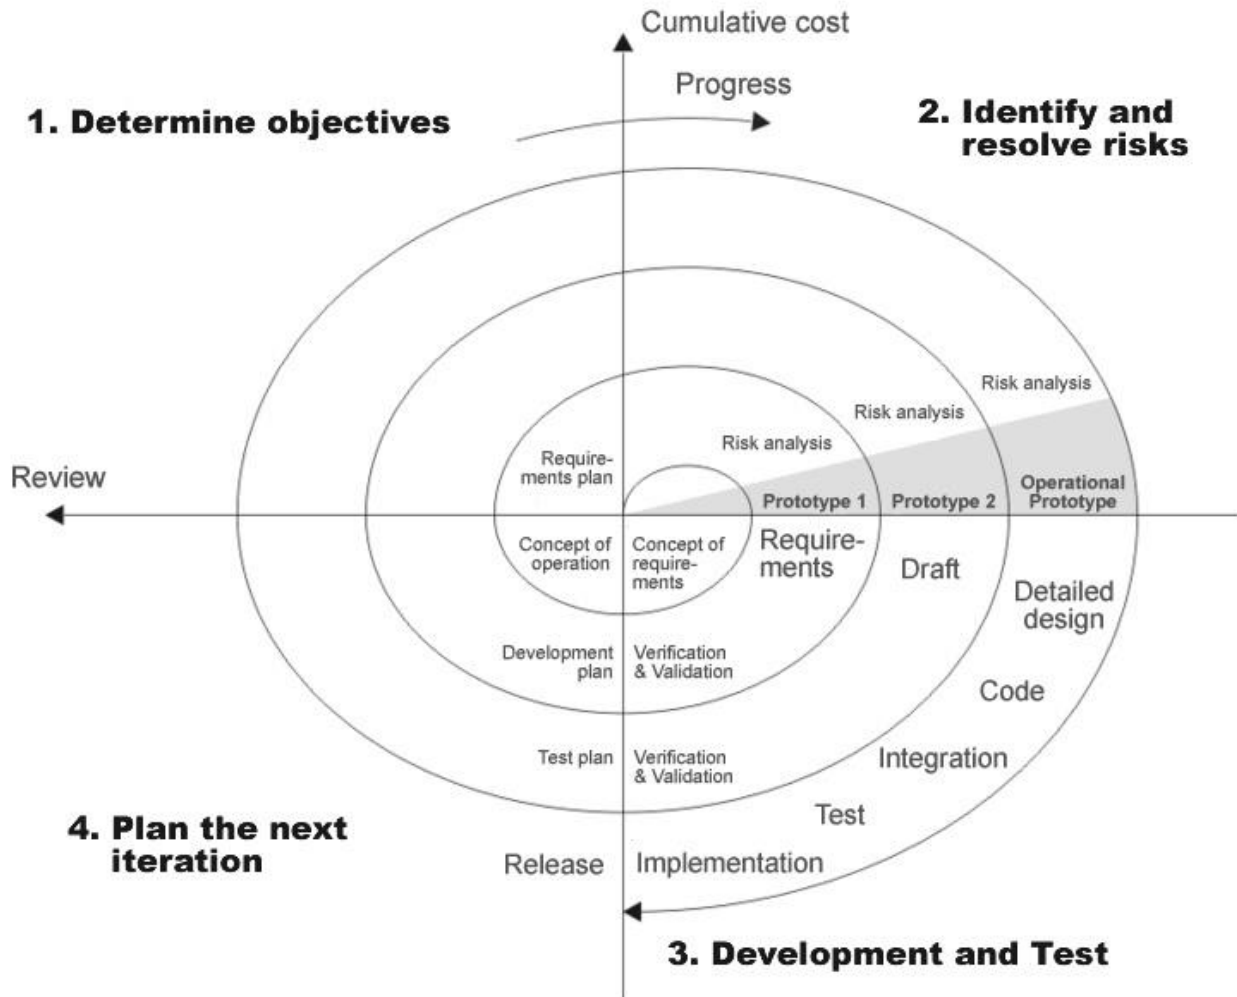 Cumulative cost
Progress
1. Determine objectives
2. Identify and
resolve risks
Risk analysis
Risk analysis
Risk analysis
Require-
ments plan
Review
Operational
Prototype
Prototype 1
Prototype 2
Concept of
operation
Concept of
require-
ments
Require-
ments
Draft
Detailed
design
Development
plan
Verification
& Validation
Code
Test plan
Verification
& Validation
Integration
Test
4. Plan the next
iteration
Release
Implementation
3. Development and Test